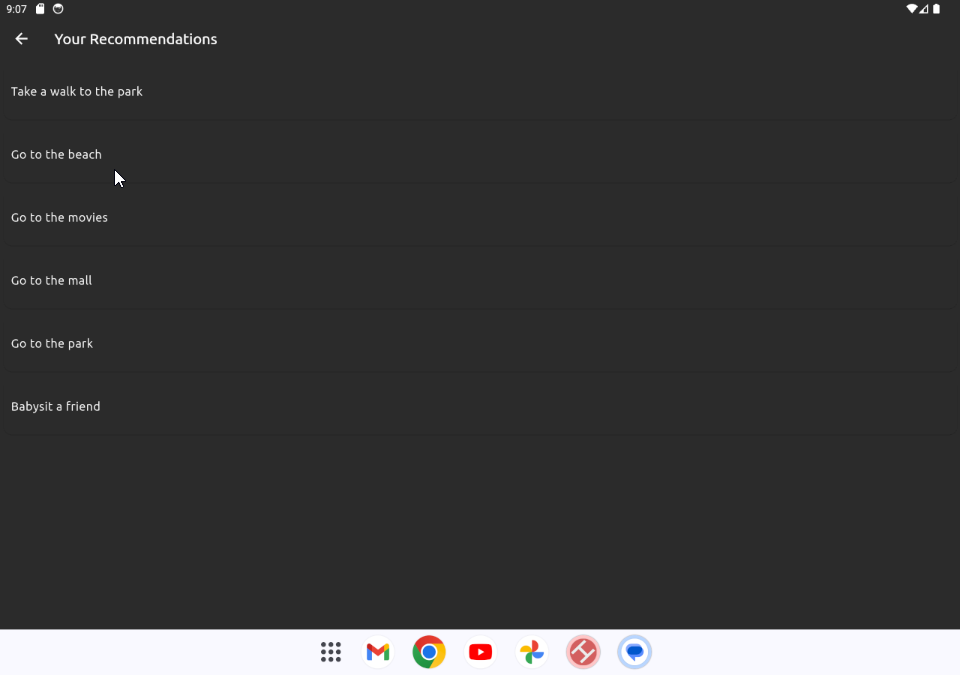 9:07
Your Recommendations
Take a walk to the park
Go to the beach
Go to the movies
Go to the mall
Go to the park
Babysit a friend